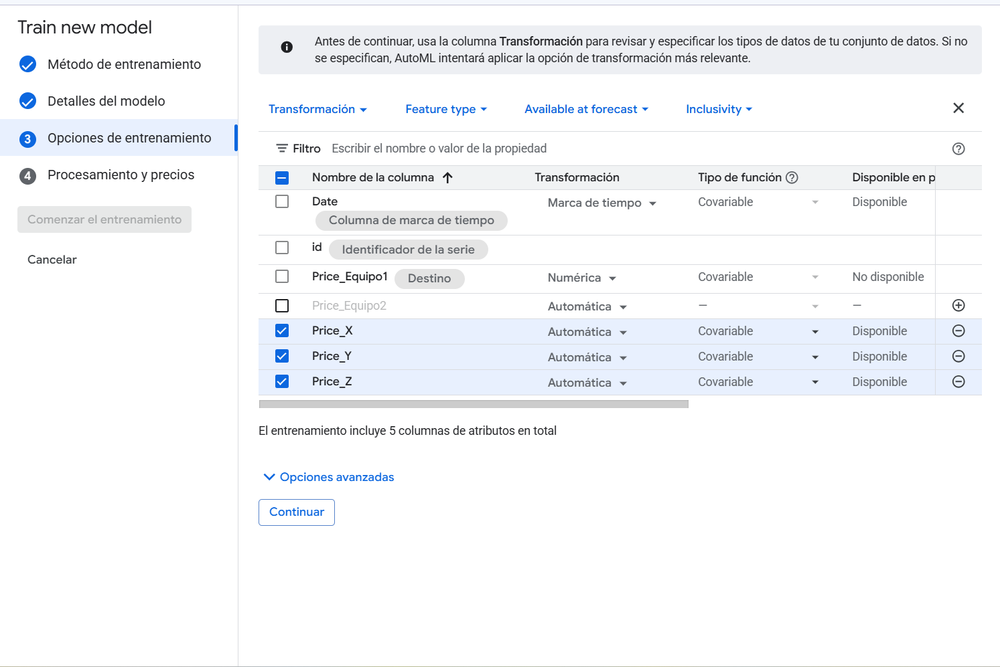 Train new model
Método de entrenamiento
Detalles del modelo
3 Opciones de entrenamiento
4 Procesamiento y precios
Comenzar el entrenamiento
Cancelar
Antes de continuar, usa la columna Transformación para revisar y especificar los tipos de datos de tu conjunto de datos. Si no
se especifican, AutoML intentará aplicar la opción de transformación más relevante.
Transformación Feature type Available at forecast Inclusivity
Filtro Escribir el nombre o valor de la propiedad
Nombre de la columna Transformación Tipo de función Disponible en p
Date Marca de tiempo Covariable Disponible
Columna de marca de tiempo
id Identificador de la serie
Price_Equipo1 Destino Numérica Covariable No disponible
Price_Equipo2 Automática — —
Price_X Automática Covariable Disponible
Price_Y Automática Covariable Disponible
Price_Z Automática Covariable Disponible
El entrenamiento incluye 5 columnas de atributos en total
Opciones avanzadas
Continuar